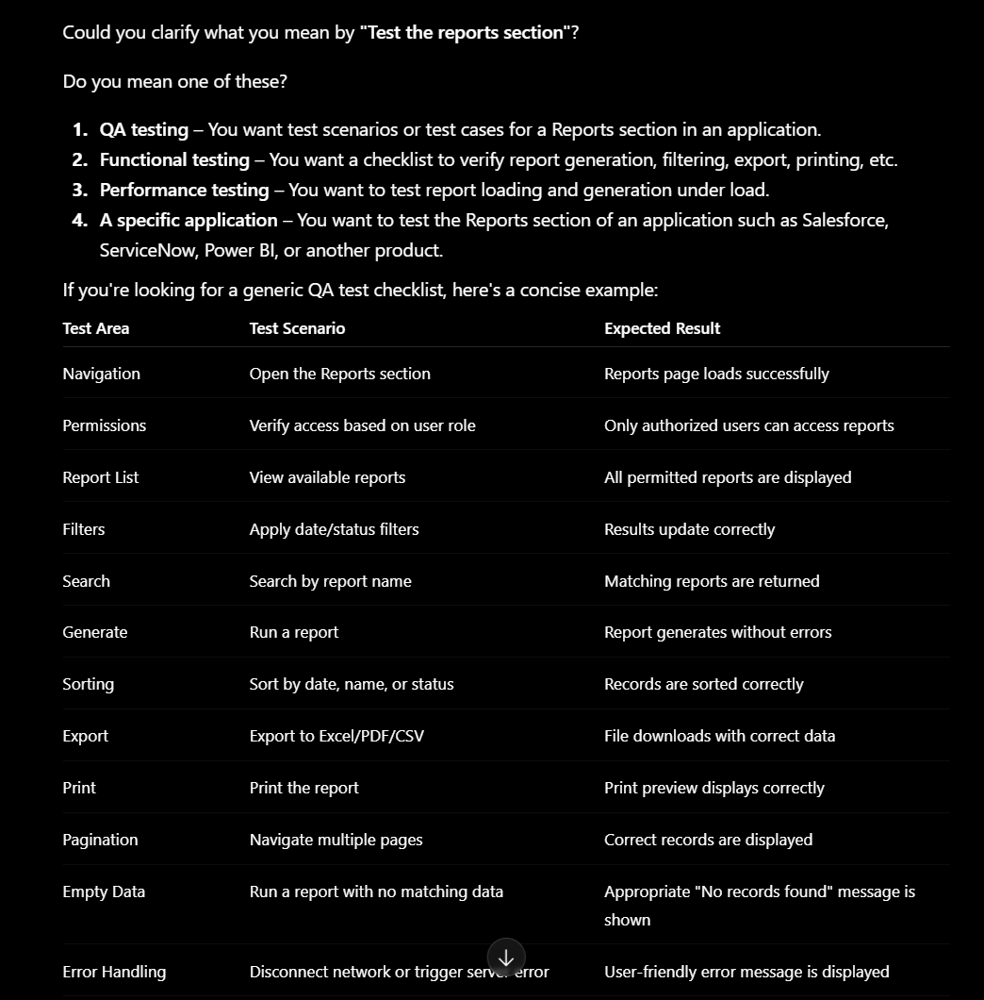 Could you clarify what you mean by "Test the reports section"?
Do you mean one of these?
1. QA testing – You want test scenarios or test cases for a Reports section in an application.
2. Functional testing – You want a checklist to verify report generation, filtering, export, printing, etc.
3. Performance testing – You want to test report loading and generation under load.
4. A specific application – You want to test the Reports section of an application such as Salesforce,
ServiceNow, Power BI, or another product.
If you're looking for a generic QA test checklist, here's a concise example:
Test Area Test Scenario Expected Result
Navigation Open the Reports section Reports page loads successfully
Permissions Verify access based on user role Only authorized users can access reports
Report List View available reports All permitted reports are displayed
Filters Apply date/status filters Results update correctly
Search Search by report name Matching reports are returned
Generate Run a report Report generates without errors
Sorting Sort by date, name, or status Records are sorted correctly
Export Export to Excel/PDF/CSV File downloads with correct data
Print Print the report Print preview displays correctly
Pagination Navigate multiple pages Correct records are displayed
Empty Data Run a report with no matching data Appropriate "No records found" message is
shown
Error Handling Disconnect network or trigger server error User-friendly error message is displayed